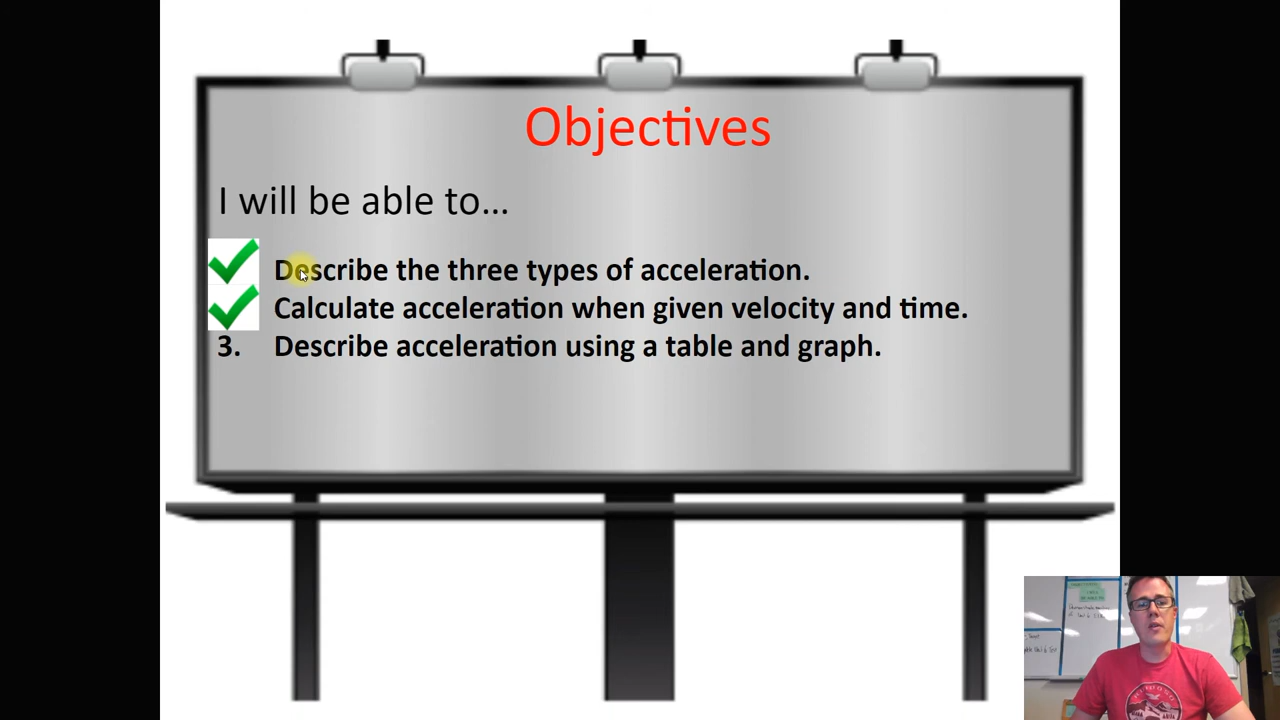 Objectives
I will be able to...
Describe the three types of acceleration.
Calculate acceleration when given velocity and time.
3. Describe acceleration using a table and graph.